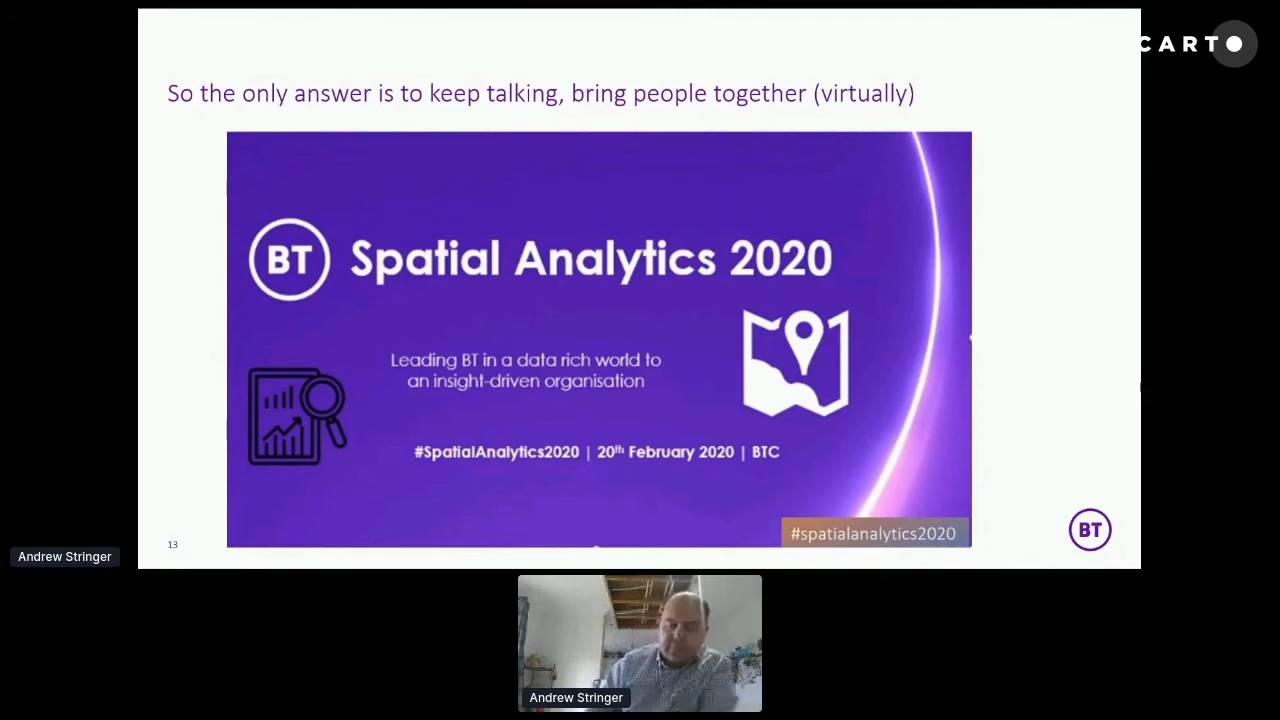 CARTO
So the only answer is to keep talking, bring people together (virtually)
BT Spatial Analytics 2020
Leading BT in a data rich world to
an insight-driven organisation
#SpatialAnalytics2020 | 20th February 2020 | BTC
#spatialanalytics2020
13
BT
Andrew Stringer
Andrew Stringer